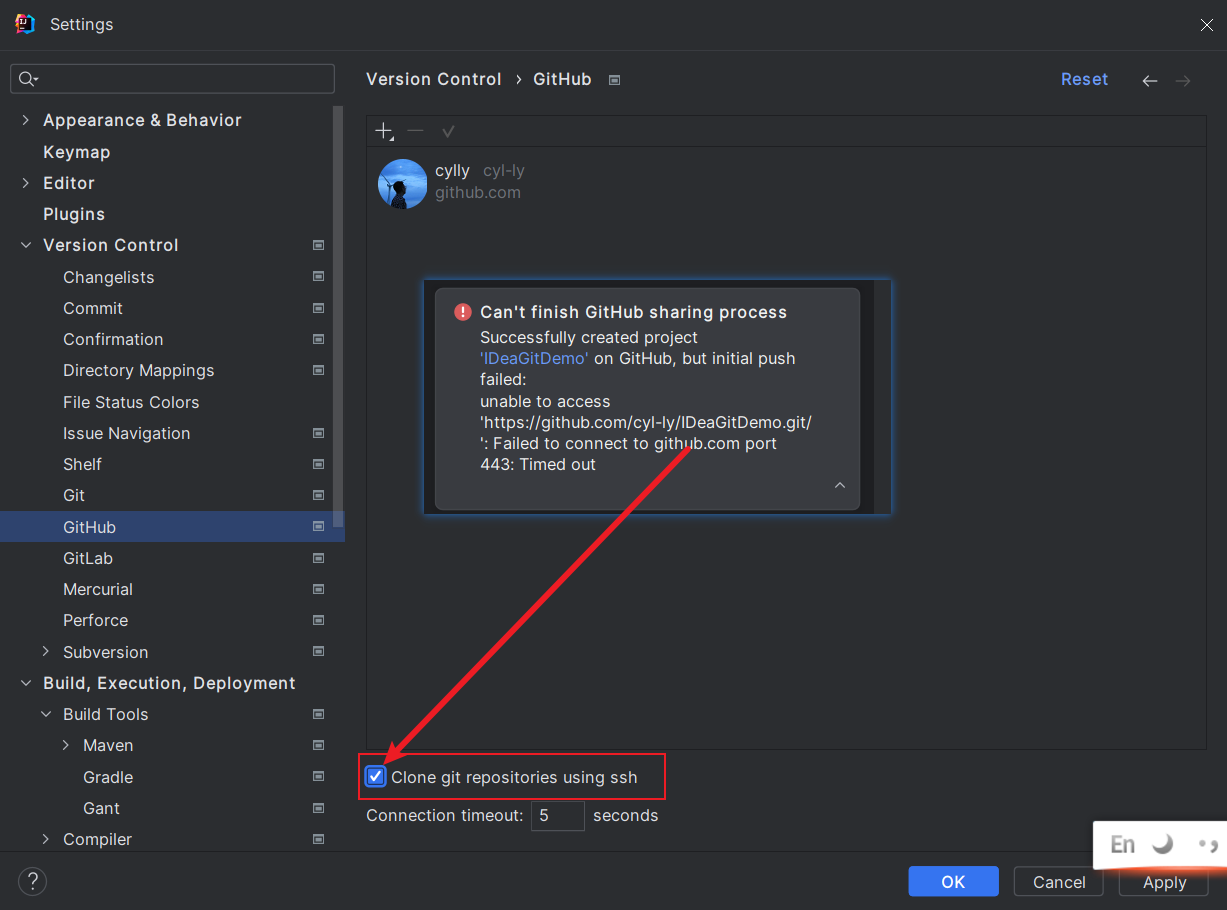 Settings
Version Control › GitHub
Reset
Appearance & Behavior
Keymap
Editor
Plugins
Version Control
Changelists
Commit
Confirmation
Directory Mappings
File Status Colors
Issue Navigation
Shelf
Git
GitHub
GitLab
Mercurial
Perforce
Subversion
Build, Execution, Deployment
Build Tools
Maven
Gradle
Gant
Compiler
cylly cyl-ly
github.com
Can't finish GitHub sharing process
Successfully created project
'IDeaGitDemo' on GitHub, but initial push
failed:
unable to access
'https://github.com/cyl-ly/IDeaGitDemo.git/
': Failed to connect to github.com port
443: Timed out
Clone git repositories using ssh
Connection timeout: 5 seconds
En
?
OK
Cancel
Apply